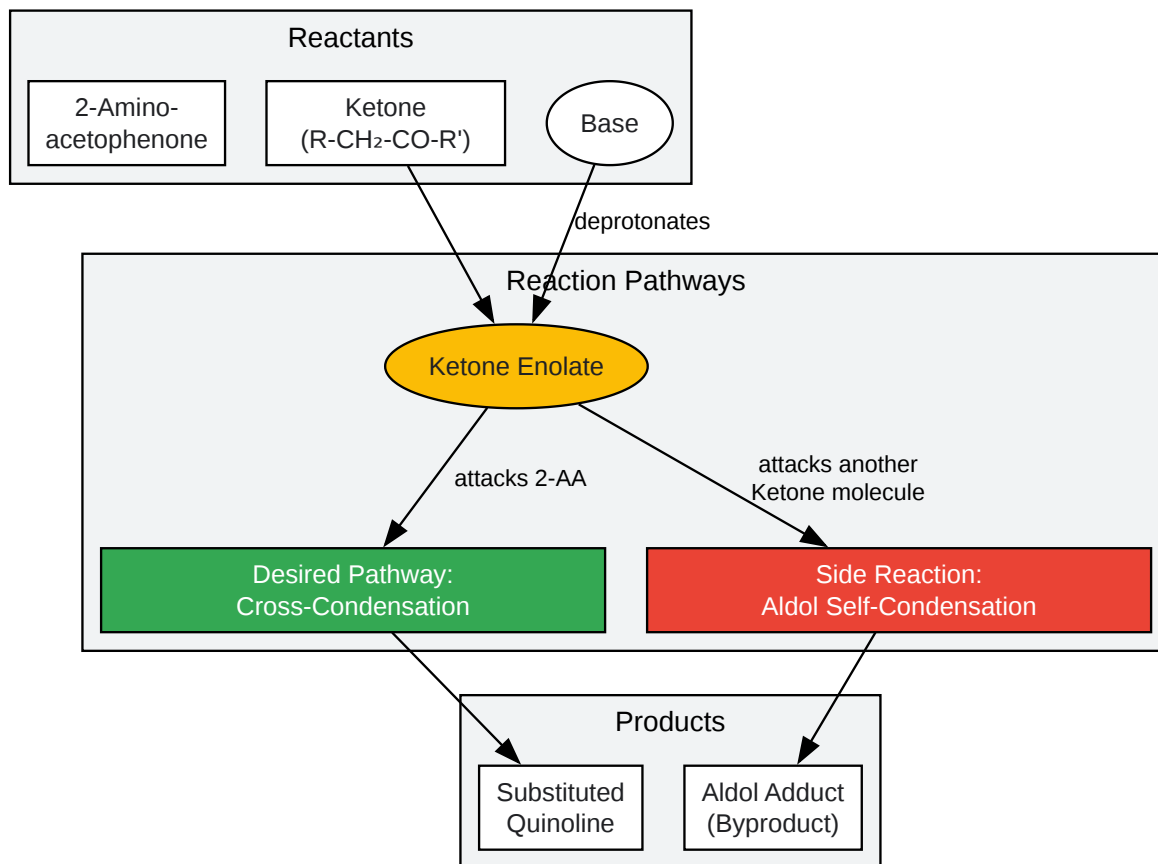 Reactants
2-Amino-
acetophenone
Ketone
(R-CH₂-CO-R')
Base
deprotonates
Reaction Pathways
Ketone Enolate
attacks 2-AA
attacks another
Ketone molecule
Desired Pathway:
Cross-Condensation
Side Reaction:
Aldol Self-Condensation
Products
Substituted
Quinoline
Aldol Adduct
(Byproduct)